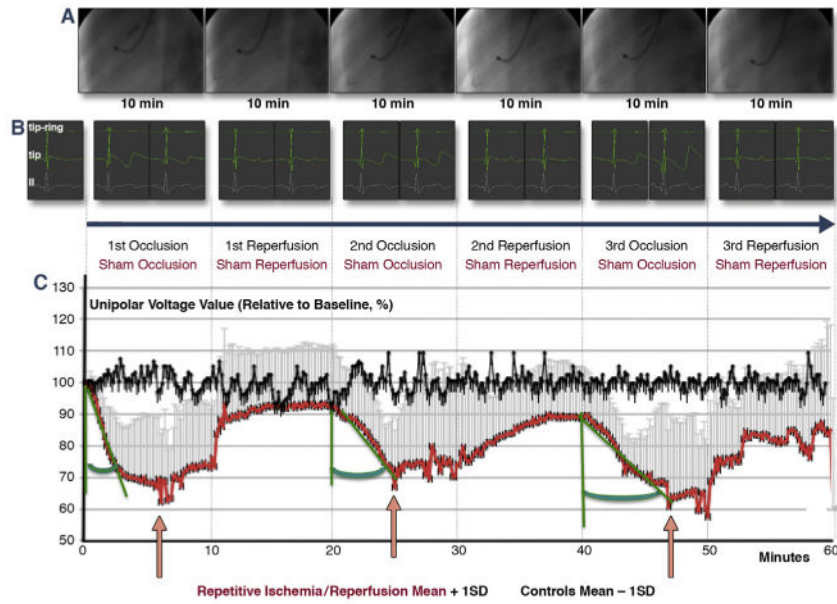 A
10 min 10 min 10 min 10 min 10 min 10 min
B
tip-ring
tip
II
1st Occlusion 1st Reperfusion 2nd Occlusion 2nd Reperfusion 3rd Occlusion 3rd Reperfusion
Sham Occlusion Sham Reperfusion Sham Occlusion Sham Reperfusion Sham Occlusion Sham Reperfusion
C
130
Unipolar Voltage Value (Relative to Baseline, %)
120
110
100
90
80
70
60
50
0 10 20 30 40 50 60
Minutes
Repetitive Ischemia/Reperfusion Mean + 1SD Controls Mean – 1SD